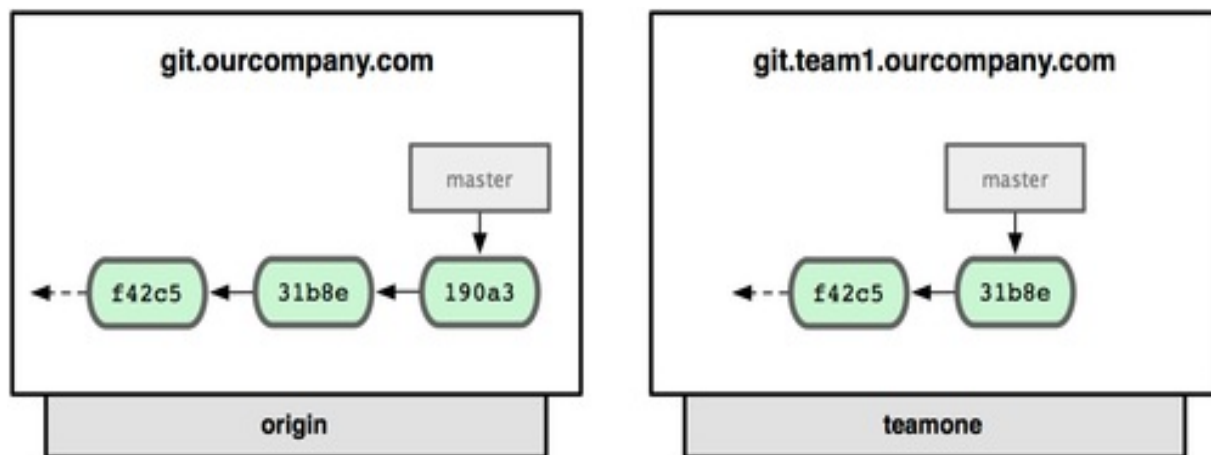 git.ourcompany.com
master
f42c5
31b8e
190a3
origin
git.team1.ourcompany.com
master
f42c5
31b8e
teamone